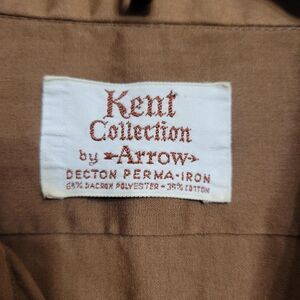 Kent
Collection
by Arrow
DECTON PERMA-IRON
65% DACRON POLYESTER - 35% COTTON